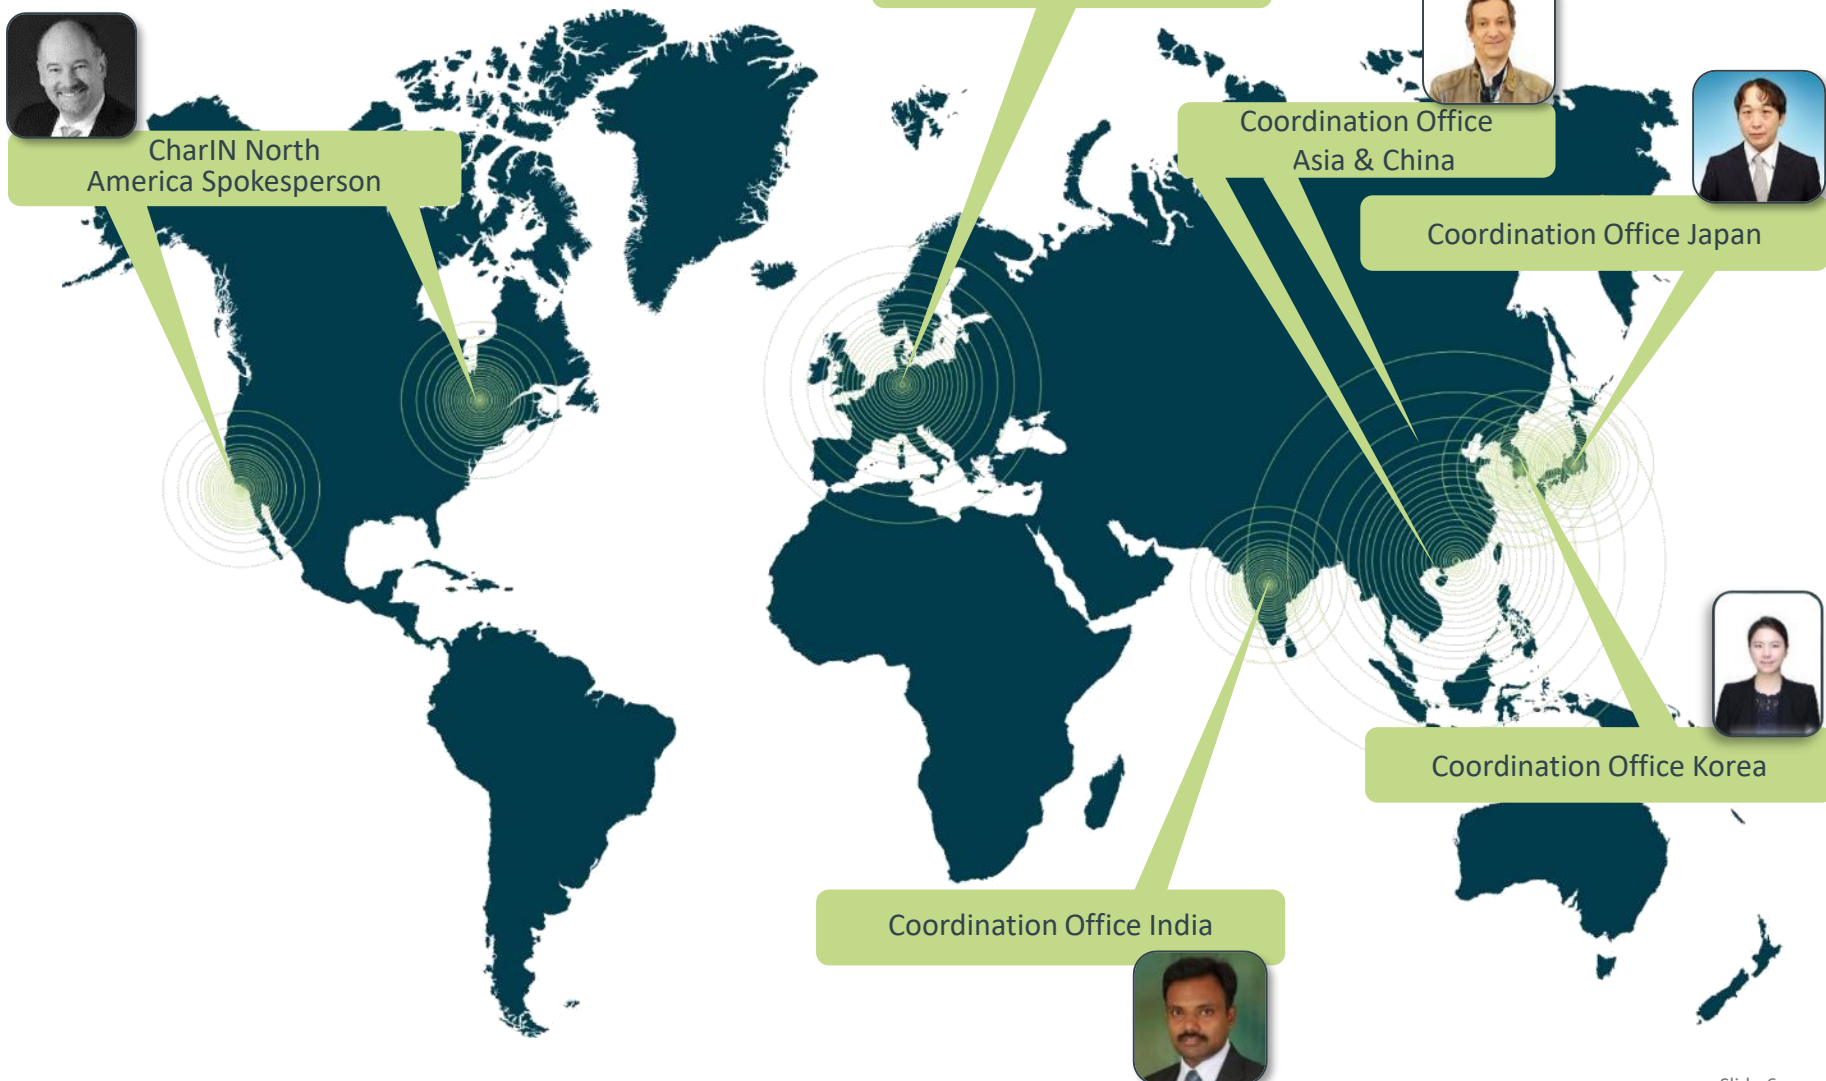 CharIN North
America Spokesperson
Coordination Office
Asia & China
Coordination Office Japan
Coordination Office Korea
Coordination Office India